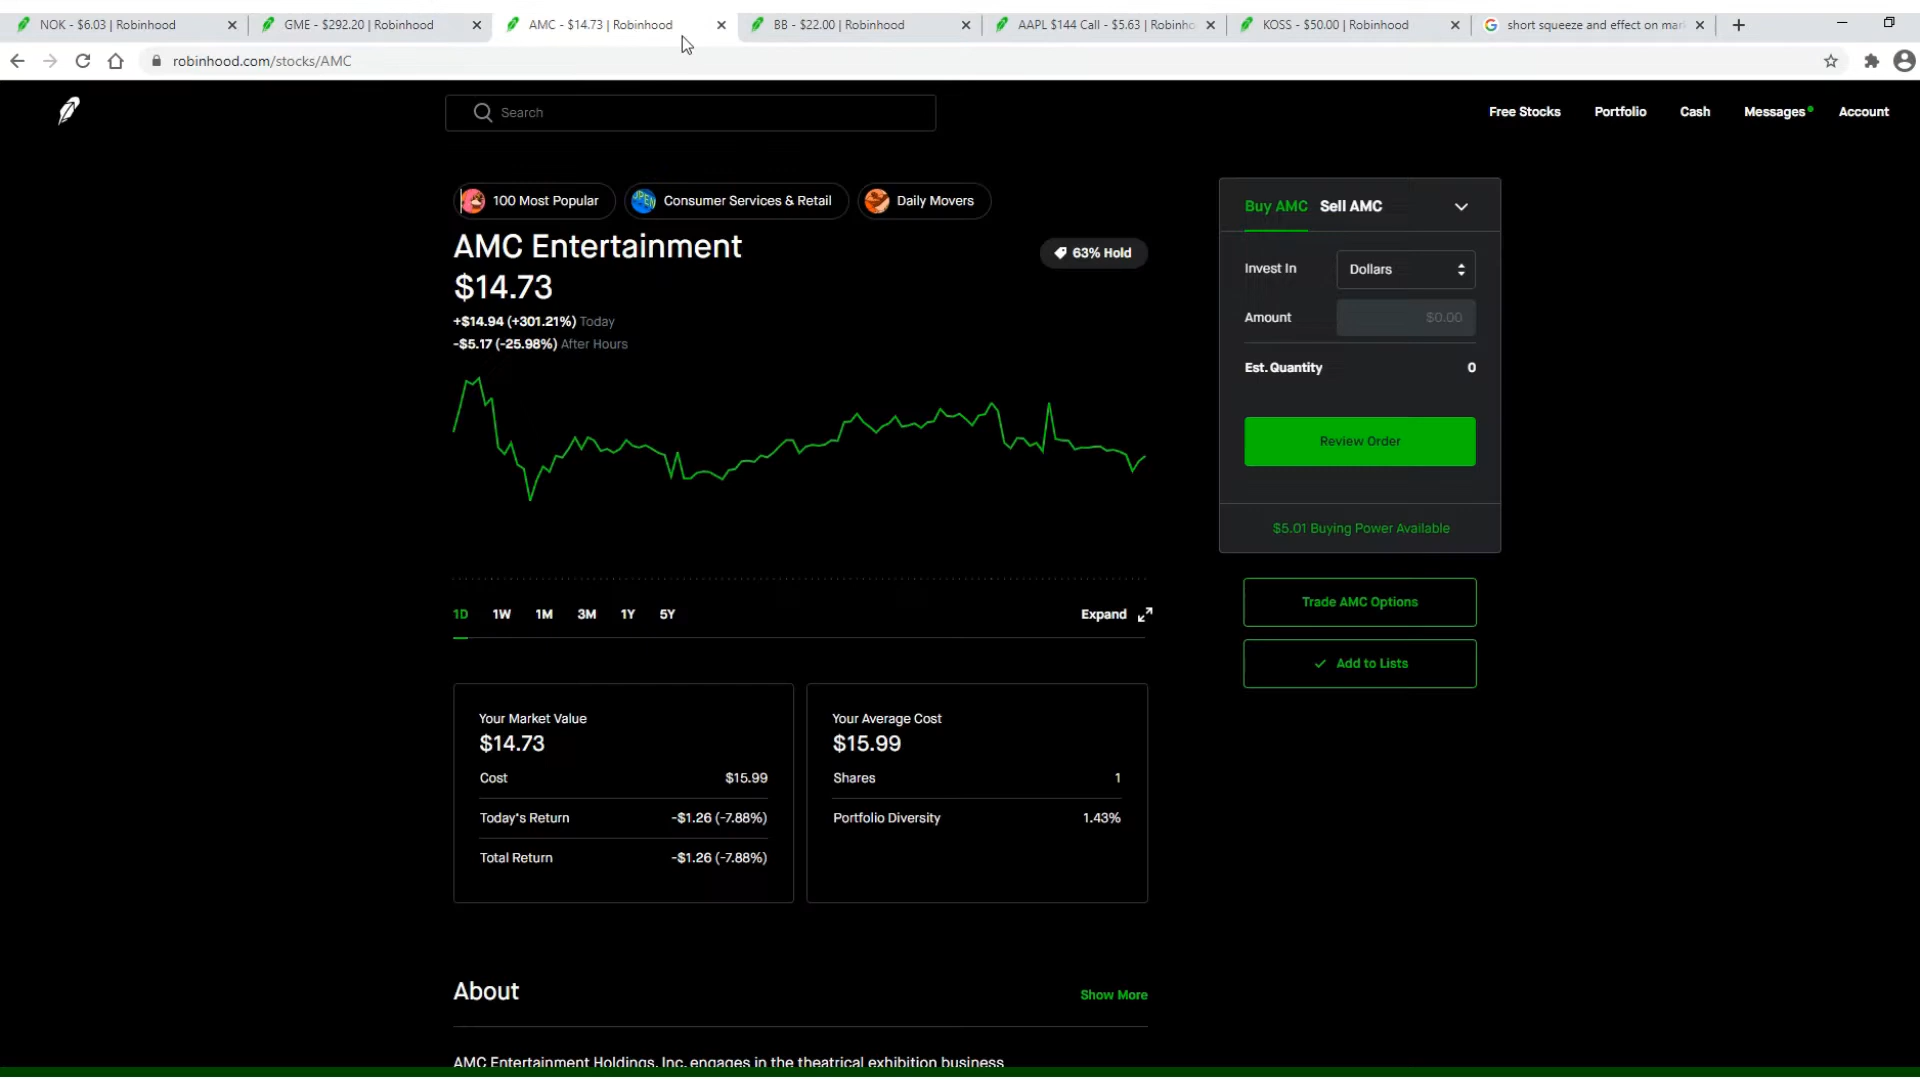 NOK - $6.03 | Robinhood
GME - $292.20 | Robinhood
AMC - $14.73 | Robinhood
BB - $22.00 | Robinhood
AAPL $144 Call - $5.63 | Robinho
KOSS - $50.00 | Robinhood
short squeeze and effect on mar
robinhood.com/stocks/AMC
Search
Free Stocks
Portfolio
Cash
Messages
Account
100 Most Popular
OPEN
Consumer Services & Retail
Daily Movers
AMC Entertainment
63% Hold
$14.73
+$14.94 (+301.21%) Today
-$5.17 (-25.98%) After Hours
1D
1W
1M
3M
1Y
5Y
Expand
Buy AMC
Sell AMC
Invest In
Dollars
Amount
$0.00
Est. Quantity
0
Review Order
$5.01 Buying Power Available
Trade AMC Options
Add to Lists
Your Market Value
$14.73
Cost
$15.99
Today's Return
-$1.26 (-7.88%)
Total Return
-$1.26 (-7.88%)
Your Average Cost
$15.99
Shares
1
Portfolio Diversity
1.43%
About
Show More
AMC Entertainment Holdings, Inc. engages in the theatrical exhibition business